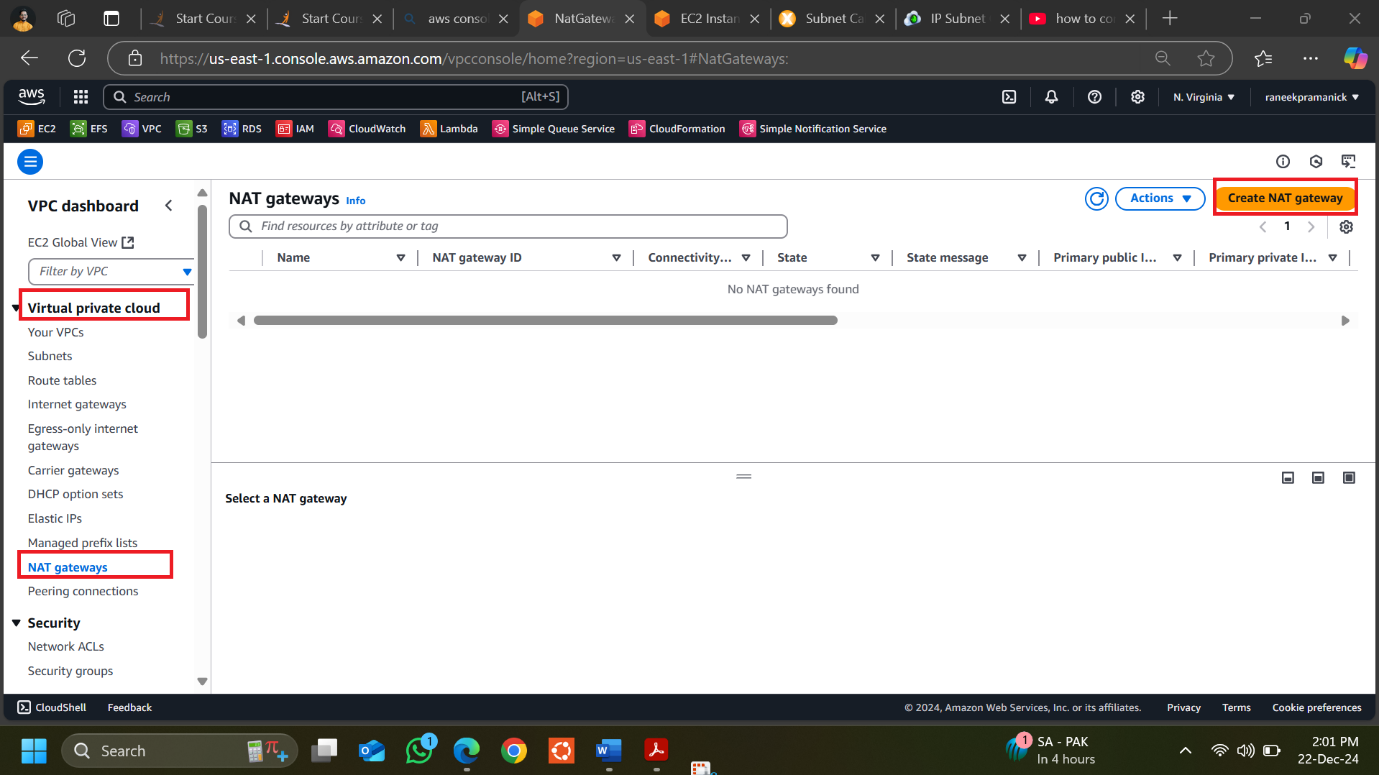 Start Cours
Start Cours
aws conso
NatGatewa
EC2 Instan
Subnet Ca
IP Subnet
how to co
https://us-east-1.console.aws.amazon.com/vpcconsole/home?region=us-east-1#NatGateways:
aws
Search [Alt+S]
N. Virginia
raneekpramanick
EC2 EFS VPC S3 RDS IAM CloudWatch Lambda Simple Queue Service CloudFormation Simple Notification Service
VPC dashboard
EC2 Global View
Filter by VPC
Virtual private cloud
Your VPCs
Subnets
Route tables
Internet gateways
Egress-only internet
gateways
Carrier gateways
DHCP option sets
Elastic IPs
Managed prefix lists
NAT gateways
Peering connections
Security
Network ACLs
Security groups
NAT gateways Info
Actions
Create NAT gateway
Find resources by attribute or tag
1
Name NAT gateway ID Connectivity... State State message Primary public I... Primary private I...
No NAT gateways found
Select a NAT gateway
CloudShell Feedback
© 2024, Amazon Web Services, Inc. or its affiliates. Privacy Terms Cookie preferences
Search
1
1
SA - PAK
In 4 hours
2:01 PM
22-Dec-24